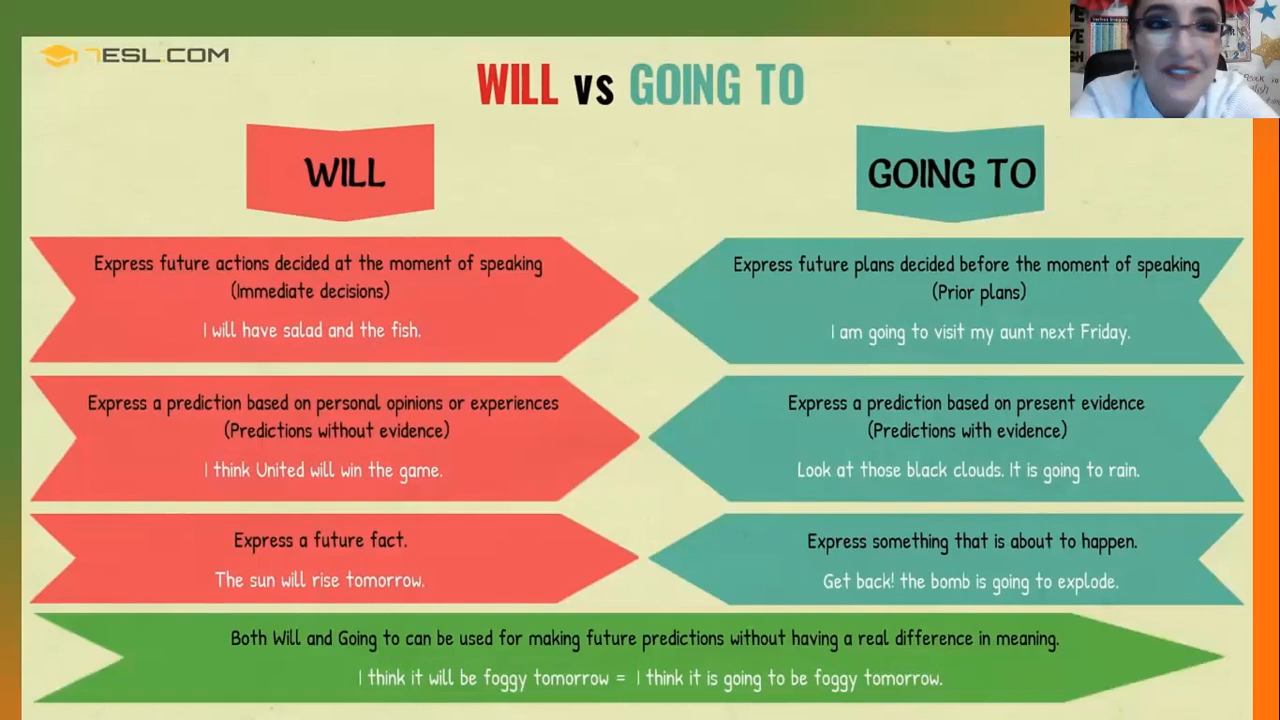 7ESL.COM
WILL vs GOING TO
WILL
GOING TO
Express future actions decided at the moment of speaking
(Immediate decisions)
I will have salad and the fish.
Express future plans decided before the moment of speaking
(Prior plans)
I am going to visit my aunt next Friday.
Express a prediction based on personal opinions or experiences
(Predictions without evidence)
I think United will win the game.
Express a prediction based on present evidence
(Predictions with evidence)
Look at those black clouds. It is going to rain.
Express a future fact.
The sun will rise tomorrow.
Express something that is about to happen.
Get back! the bomb is going to explode.
Both Will and Going to can be used for making future predictions without having a real difference in meaning.
I think it will be foggy tomorrow = I think it is going to be foggy tomorrow.